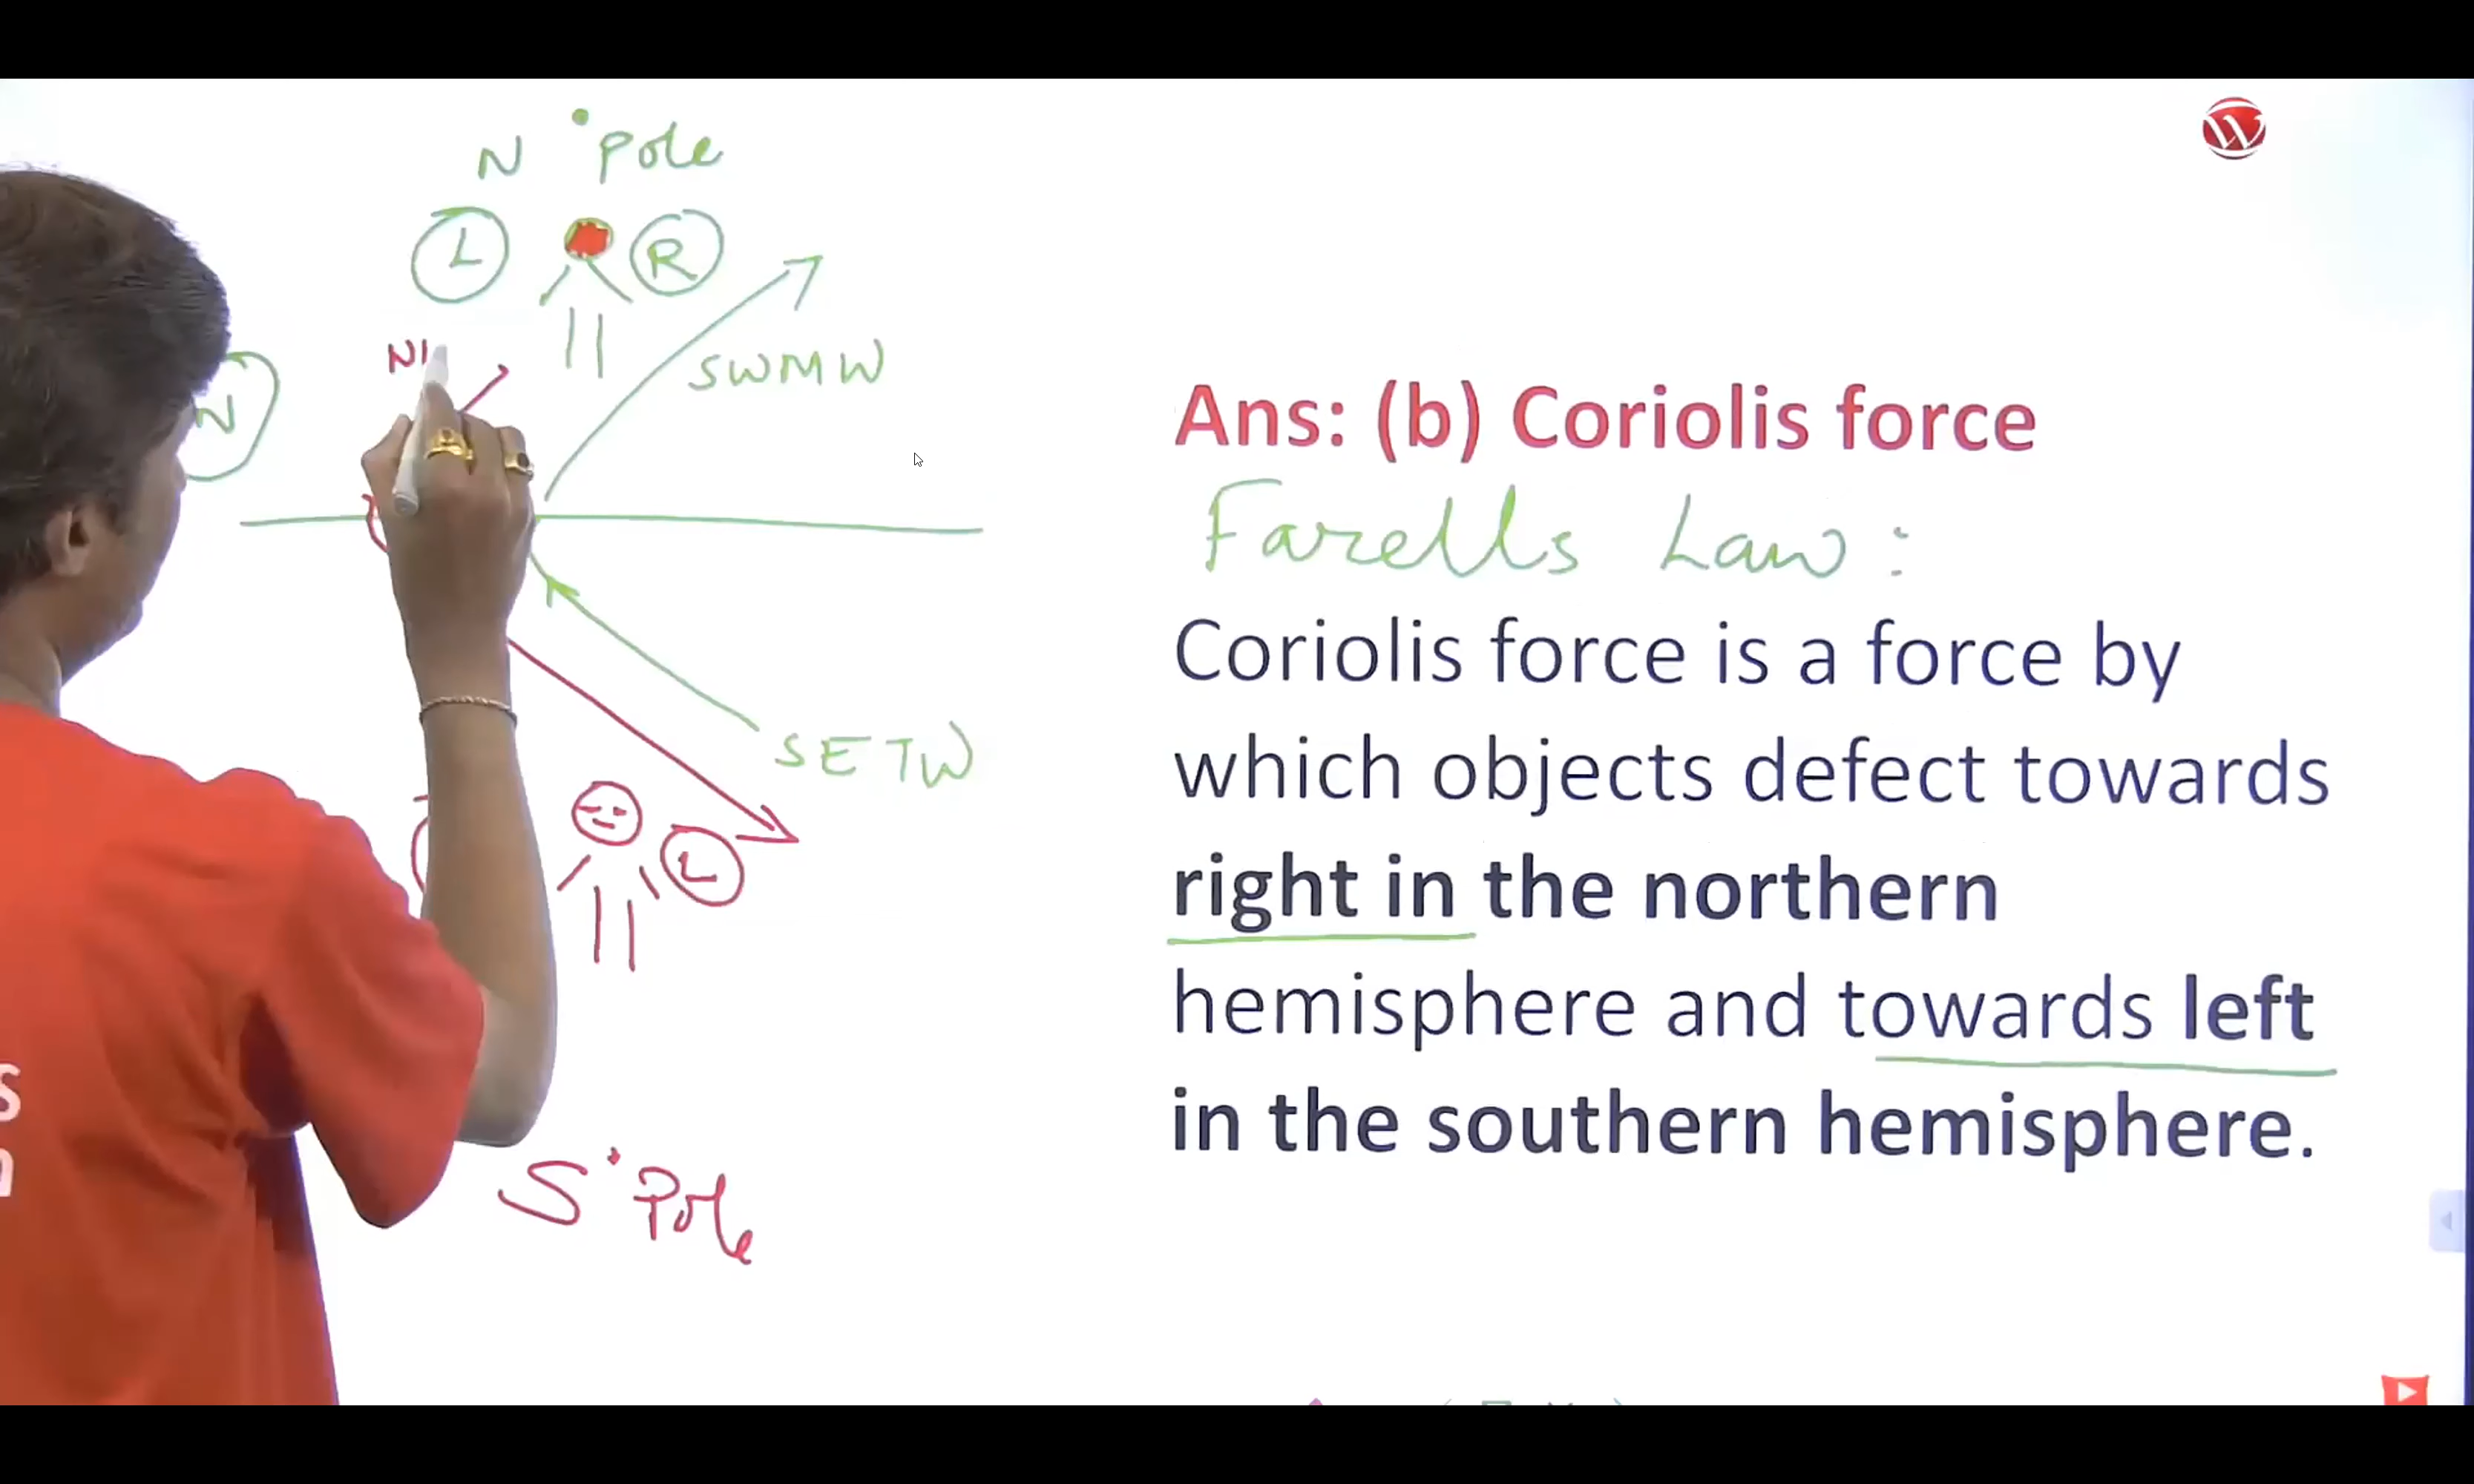 N Pole
L R
NI
SWMW
N
SETW
L
S Pole
Ans: (b) Coriolis force
Farells Law:
Coriolis force is a force by
which objects defect towards
right in the northern
hemisphere and towards left
in the southern hemisphere.
W
s